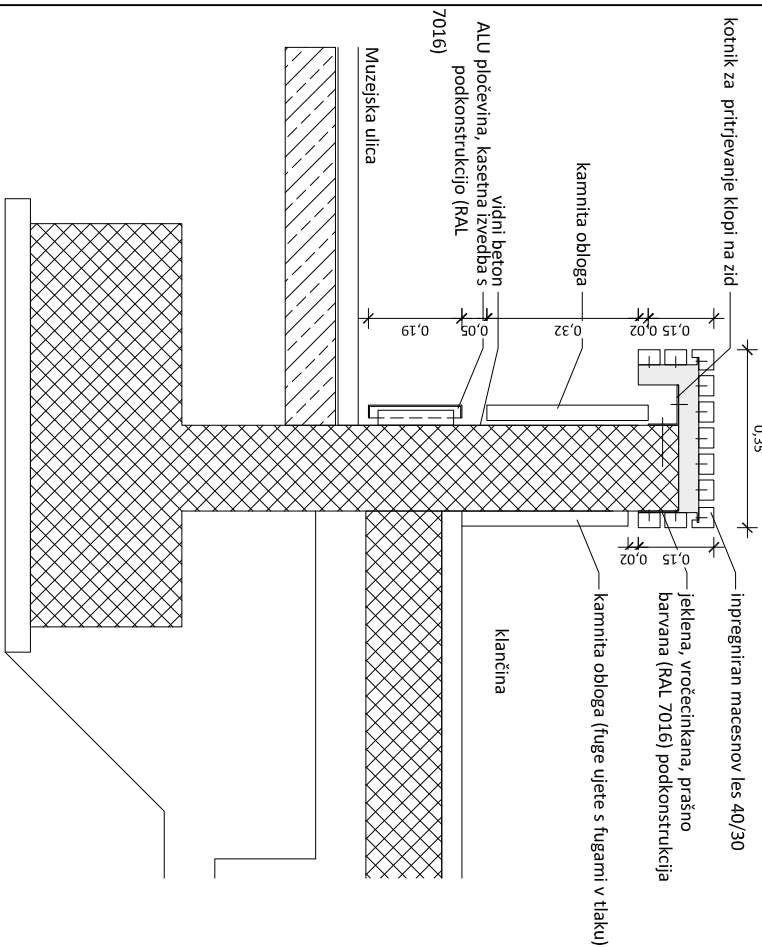 kotnik za pritrjevanje klopi na zid
kamnita obloga
vidni beton
ALU pločevina, kasetna izvedba s
podkonstrukcijo (RAL
7016)
Muzejska ulica
0,15
0,02
0,32
0,05
0,19
0,35
0,15
0,02
inpregniran macesnov les 40/30
jeklena, vročecinkana, prašno
barvana (RAL 7016) podkonstrukcija
kamnita obloga (fuge ujete s fugami v tlaku)
klančina